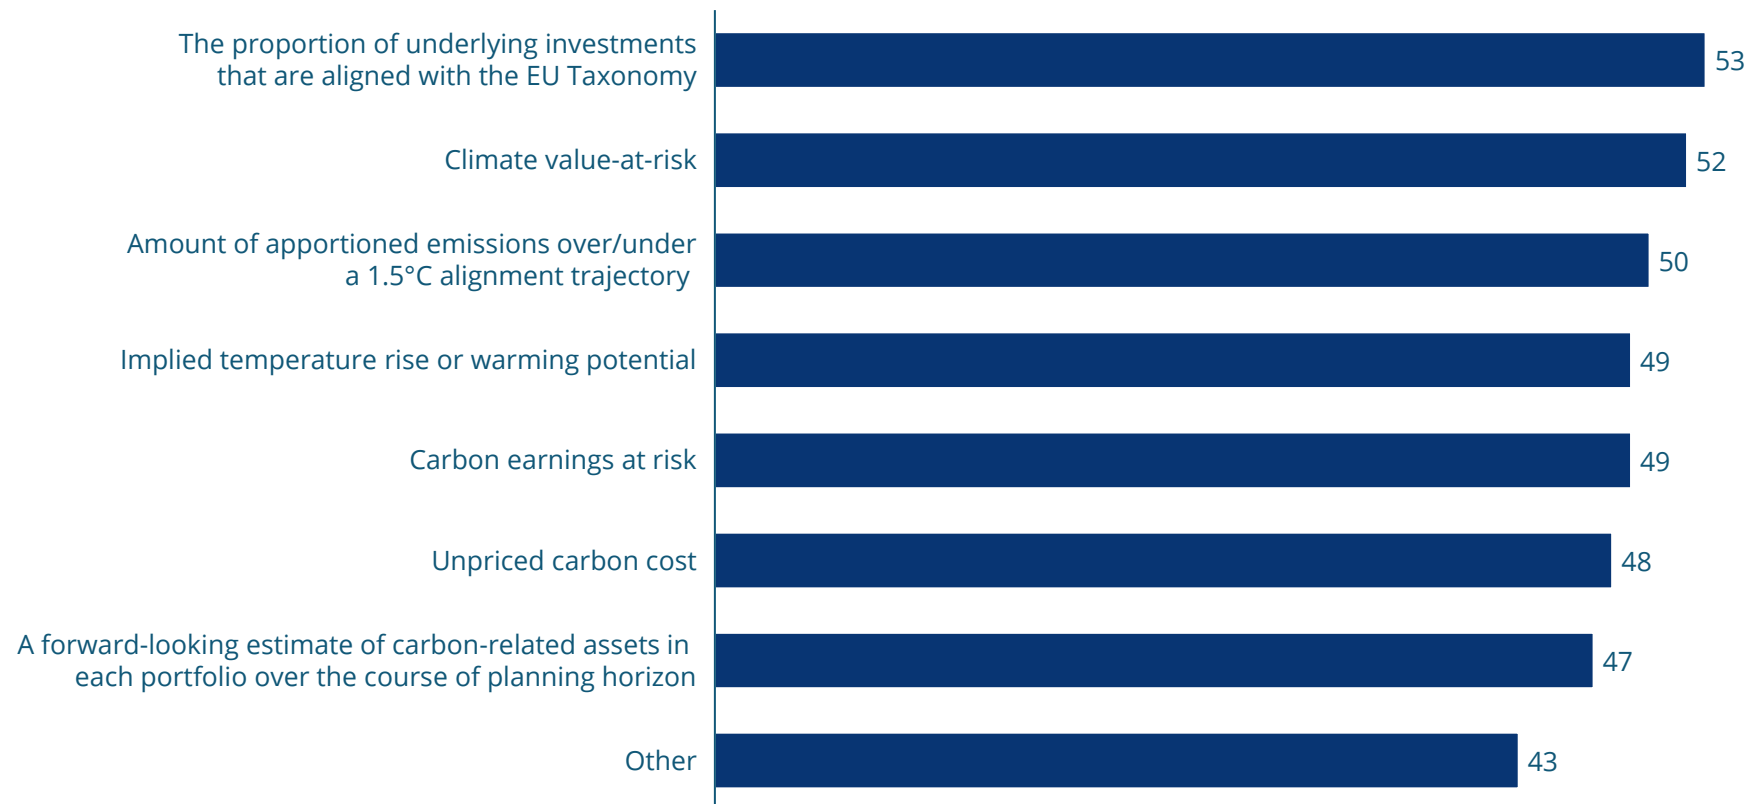 The proportion of underlying investments
that are aligned with the EU Taxonomy
53
Climate value-at-risk
52
Amount of apportioned emissions over/under
a 1.5°C alignment trajectory
50
Implied temperature rise or warming potential
49
Carbon earnings at risk
49
Unpriced carbon cost
48
A forward-looking estimate of carbon-related assets in
each portfolio over the course of planning horizon
47
Other
43